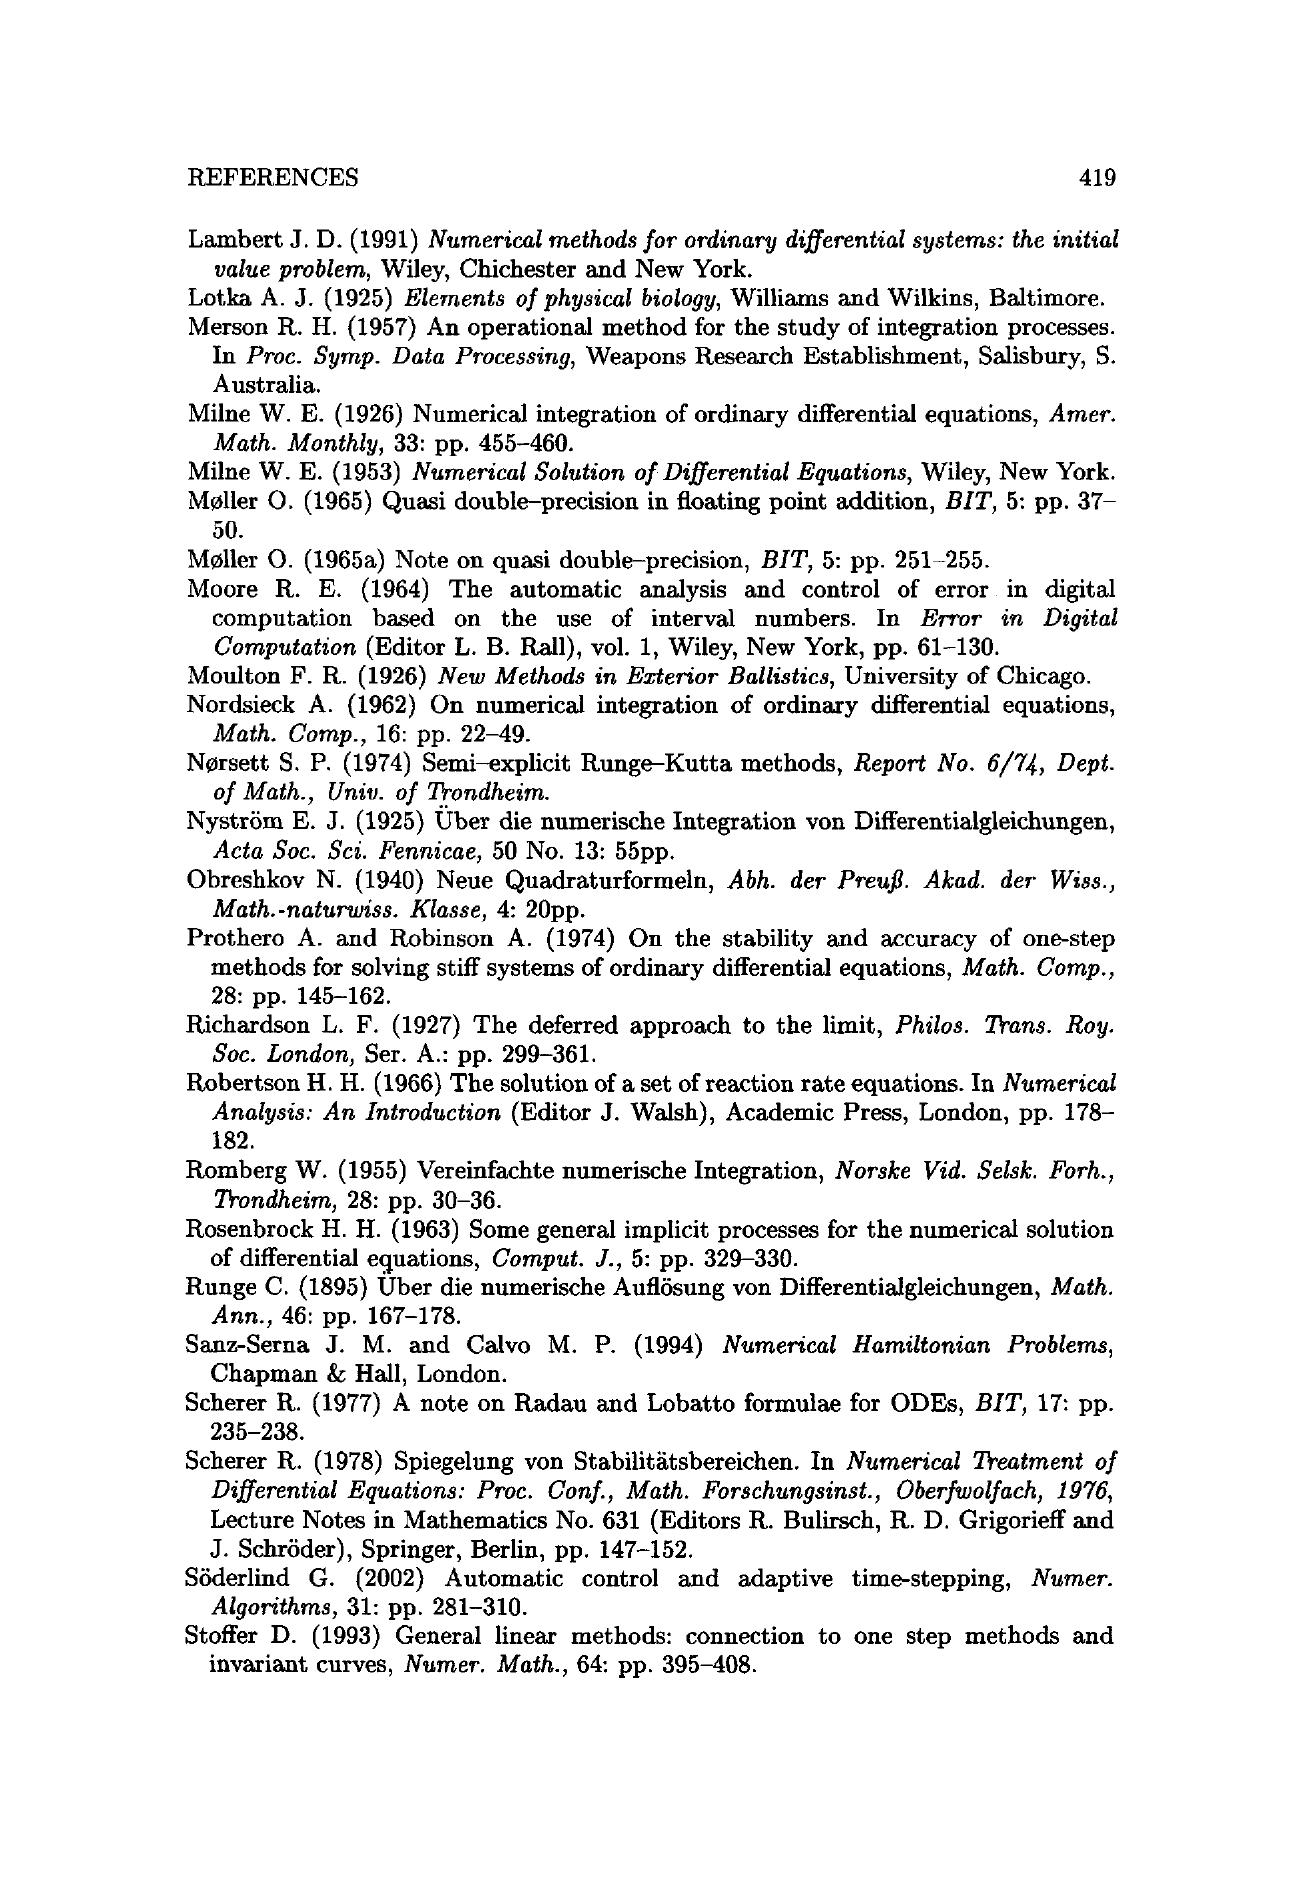 REFERENCES 419
Lambert J. D. (1991) Numerical methods for ordinary differential systems: the initial
value problem, Wiley, Chichester and New York.
Lotka A. J. (1925) Elements of physical biology, Williams and Wilkins, Baltimore.
Merson R. H. (1957) An operational method for the study of integration processes.
In Proc. Symp. Data Processing, Weapons Research Establishment, Salisbury, S.
Australia.
Milne W. E. (1926) Numerical integration of ordinary differential equations, Amer.
Math. Monthly, 33: pp. 455–460.
Milne W. E. (1953) Numerical Solution of Differential Equations, Wiley, New York.
Møller O. (1965) Quasi double–precision in floating point addition, BIT, 5: pp. 37–
50.
Møller O. (1965a) Note on quasi double–precision, BIT, 5: pp. 251–255.
Moore R. E. (1964) The automatic analysis and control of error in digital
computation based on the use of interval numbers. In Error in Digital
Computation (Editor L. B. Rall), vol. 1, Wiley, New York, pp. 61–130.
Moulton F. R. (1926) New Methods in Exterior Ballistics, University of Chicago.
Nordsieck A. (1962) On numerical integration of ordinary differential equations,
Math. Comp., 16: pp. 22–49.
Nørsett S. P. (1974) Semi–explicit Runge–Kutta methods, Report No. 6/74, Dept.
of Math., Univ. of Trondheim.
Nyström E. J. (1925) Über die numerische Integration von Differentialgleichungen,
Acta Soc. Sci. Fennicae, 50 No. 13: 55pp.
Obreshkov N. (1940) Neue Quadraturformeln, Abh. der Preuß. Akad. der Wiss.,
Math.-naturwiss. Klasse, 4: 20pp.
Prothero A. and Robinson A. (1974) On the stability and accuracy of one-step
methods for solving stiff systems of ordinary differential equations, Math. Comp.,
28: pp. 145–162.
Richardson L. F. (1927) The deferred approach to the limit, Philos. Trans. Roy.
Soc. London, Ser. A.: pp. 299–361.
Robertson H. H. (1966) The solution of a set of reaction rate equations. In Numerical
Analysis: An Introduction (Editor J. Walsh), Academic Press, London, pp. 178–
182.
Romberg W. (1955) Vereinfachte numerische Integration, Norske Vid. Selsk. Forh.,
Trondheim, 28: pp. 30–36.
Rosenbrock H. H. (1963) Some general implicit processes for the numerical solution
of differential equations, Comput. J., 5: pp. 329–330.
Runge C. (1895) Über die numerische Auflösung von Differentialgleichungen, Math.
Ann., 46: pp. 167–178.
Sanz-Serna J. M. and Calvo M. P. (1994) Numerical Hamiltonian Problems,
Chapman & Hall, London.
Scherer R. (1977) A note on Radau and Lobatto formulae for ODEs, BIT, 17: pp.
235–238.
Scherer R. (1978) Spiegelung von Stabilitätsbereichen. In Numerical Treatment of
Differential Equations: Proc. Conf., Math. Forschungsinst., Oberfwolfach, 1976,
Lecture Notes in Mathematics No. 631 (Editors R. Bulirsch, R. D. Grigorieff and
J. Schröder), Springer, Berlin, pp. 147–152.
Söderlind G. (2002) Automatic control and adaptive time-stepping, Numer.
Algorithms, 31: pp. 281–310.
Stoffer D. (1993) General linear methods: connection to one step methods and
invariant curves, Numer. Math., 64: pp. 395–408.